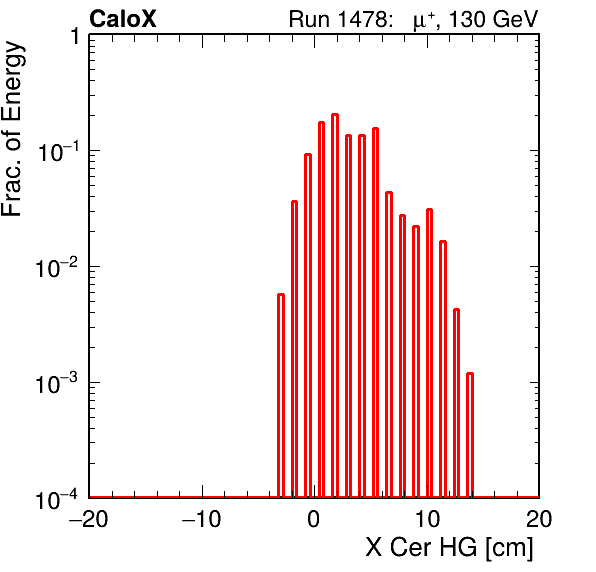 CaloX Run 1478: μ⁺, 130 GeV
Frac. of Energy
1
10⁻¹
10⁻²
10⁻³
10⁻⁴
−20 −10 0 10 20
X Cer HG [cm]